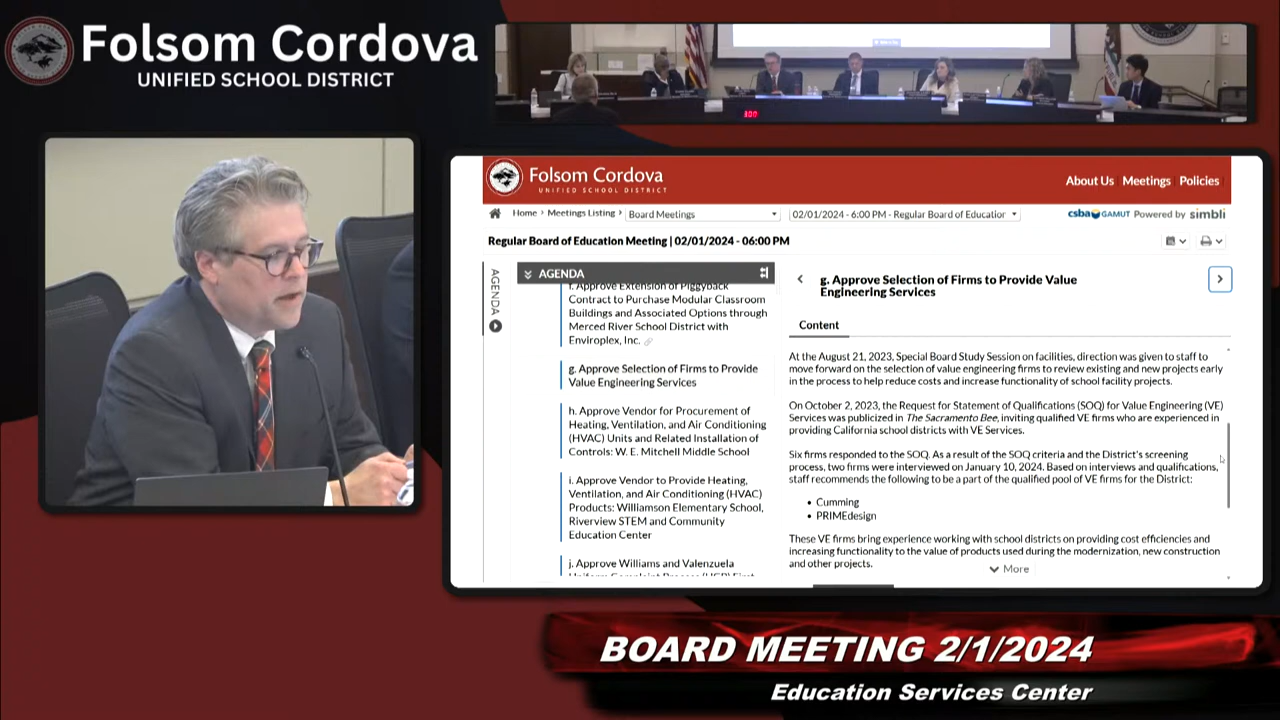 Folsom Cordova
UNIFIED SCHOOL DISTRICT
1:00
Folsom Cordova
UNIFIED SCHOOL DISTRICT
About Us Meetings Policies
Home > Meetings Listing > Board Meetings
02/01/2024 - 6:00 PM - Regular Board of Educatior
csba GAMUT Powered by simbli
Regular Board of Education Meeting | 02/01/2024 - 06:00 PM
AGENDA
AGENDA
f. Approve Extension of Piggyback
Contract to Purchase Modular Classroom
Buildings and Associated Options through
Merced River School District with
Enviroplex, Inc.
g. Approve Selection of Firms to Provide
Value Engineering Services
h. Approve Vendor for Procurement of
Heating, Ventilation, and Air Conditioning
(HVAC) Units and Related Installation of
Controls: W. E. Mitchell Middle School
i. Approve Vendor to Provide Heating,
Ventilation, and Air Conditioning (HVAC)
Products: Williamson Elementary School,
Riverview STEM and Community
Education Center
j. Approve Williams and Valenzuela
Uniform Complaint Process (UCP) First
g. Approve Selection of Firms to Provide Value
Engineering Services
Content
At the August 21, 2023, Special Board Study Session on facilities, direction was given to staff to
move forward on the selection of value engineering firms to review existing and new projects early
in the process to help reduce costs and increase functionality of school facility projects.
On October 2, 2023, the Request for Statement of Qualifications (SOQ) for Value Engineering (VE)
Services was publicized in The Sacramento Bee, inviting qualified VE firms who are experienced in
providing California school districts with VE Services.
Six firms responded to the SOQ. As a result of the SOQ criteria and the District's screening
process, two firms were interviewed on January 10, 2024. Based on interviews and qualifications,
staff recommends the following to be a part of the qualified pool of VE firms for the District:
• Cumming
• PRIMEdesign
These VE firms bring experience working with school districts on providing cost efficiencies and
increasing functionality to the value of products used during the modernization, new construction
and other projects.
More
BOARD MEETING 2/1/2024
Education Services Center